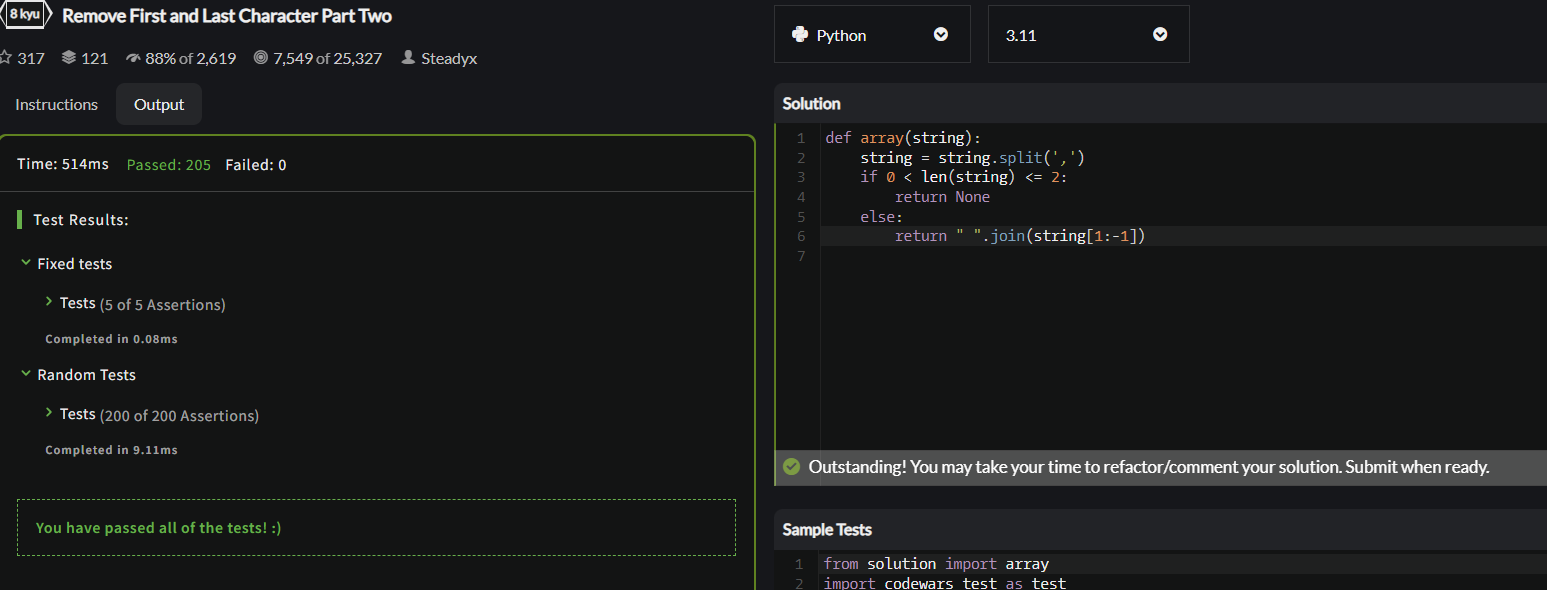 8 kyu Remove First and Last Character Part Two
317 121 88% of 2,619 7,549 of 25,327 Steadyx
Instructions Output
Time: 514ms Passed: 205 Failed: 0
Test Results:
Fixed tests
Tests (5 of 5 Assertions)
Completed in 0.08ms
Random Tests
Tests (200 of 200 Assertions)
Completed in 9.11ms
You have passed all of the tests! :)
Python 3.11
Solution
1 def array(string):
2 string = string.split(',')
3 if 0 < len(string) <= 2:
4 return None
5 else:
6 return " ".join(string[1:-1])
7
Outstanding! You may take your time to refactor/comment your solution. Submit when ready.
Sample Tests
1 from solution import array
2 import codewars_test as test